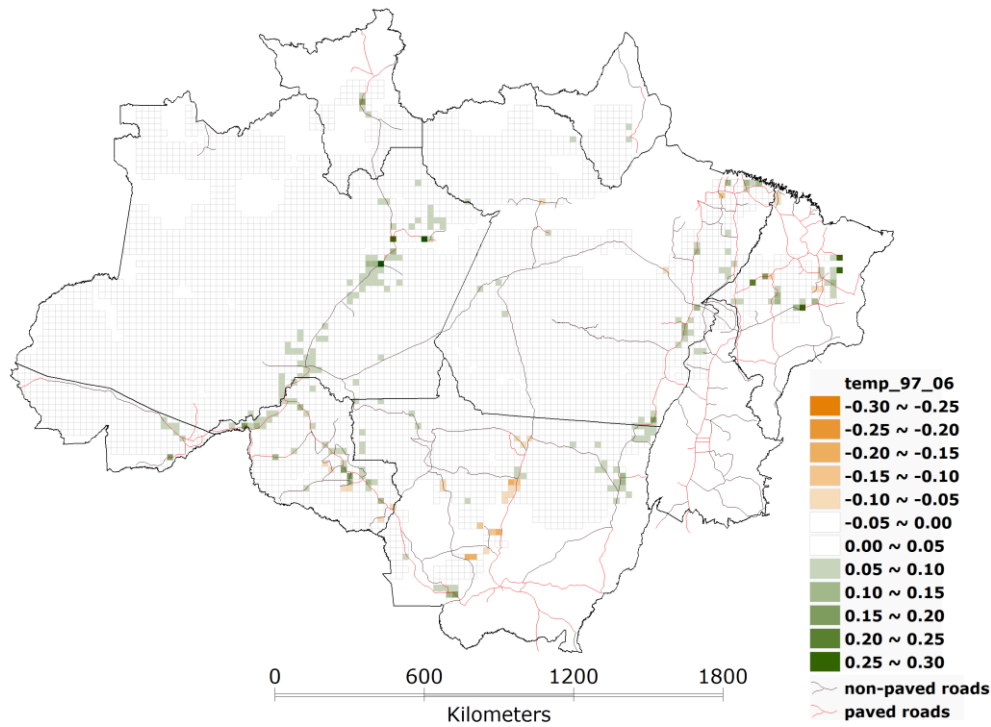 temp_97_06
-0.30 ~ -0.25
-0.25 ~ -0.20
-0.20 ~ -0.15
-0.15 ~ -0.10
-0.10 ~ -0.05
-0.05 ~ 0.00
0.00 ~ 0.05
0.05 ~ 0.10
0.10 ~ 0.15
0.15 ~ 0.20
0.20 ~ 0.25
0.25 ~ 0.30
non-paved roads
paved roads
0 600 1200 1800
Kilometers